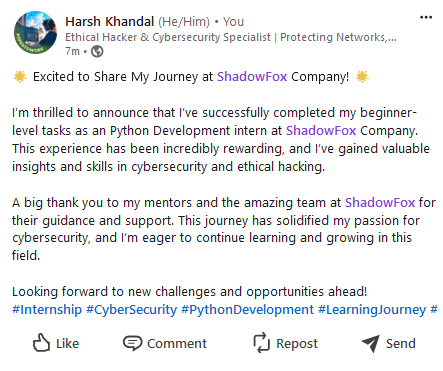 Harsh Khandal (He/Him) • You
Ethical Hacker & Cybersecurity Specialist | Protecting Networks,...
7m •
🌟 Excited to Share My Journey at ShadowFox Company! 🌟
I'm thrilled to announce that I've successfully completed my beginner-
level tasks as an Python Development intern at ShadowFox Company.
This experience has been incredibly rewarding, and I've gained valuable
insights and skills in cybersecurity and ethical hacking.
A big thank you to my mentors and the amazing team at ShadowFox for
their guidance and support. This journey has solidified my passion for
cybersecurity, and I'm eager to continue learning and growing in this
field.
Looking forward to new challenges and opportunities ahead!
#Internship #CyberSecurity #PythonDevelopment #LearningJourney #
Like Comment Repost Send